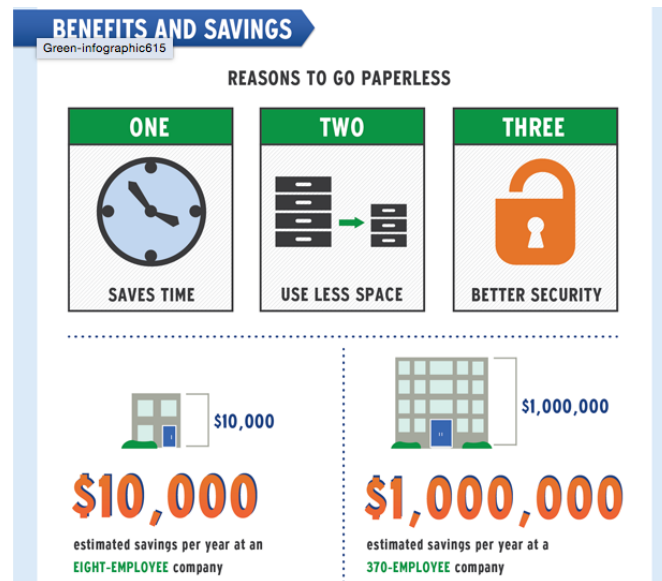 BENEFITS AND SAVINGS
Green-infographic615
REASONS TO GO PAPERLESS
ONE
TWO
THREE
SAVES TIME
USE LESS SPACE
BETTER SECURITY
$10,000
$1,000,000
$10,000
$1,000,000
estimated savings per year at an
EIGHT-EMPLOYEE company
estimated savings per year at a
370-EMPLOYEE company